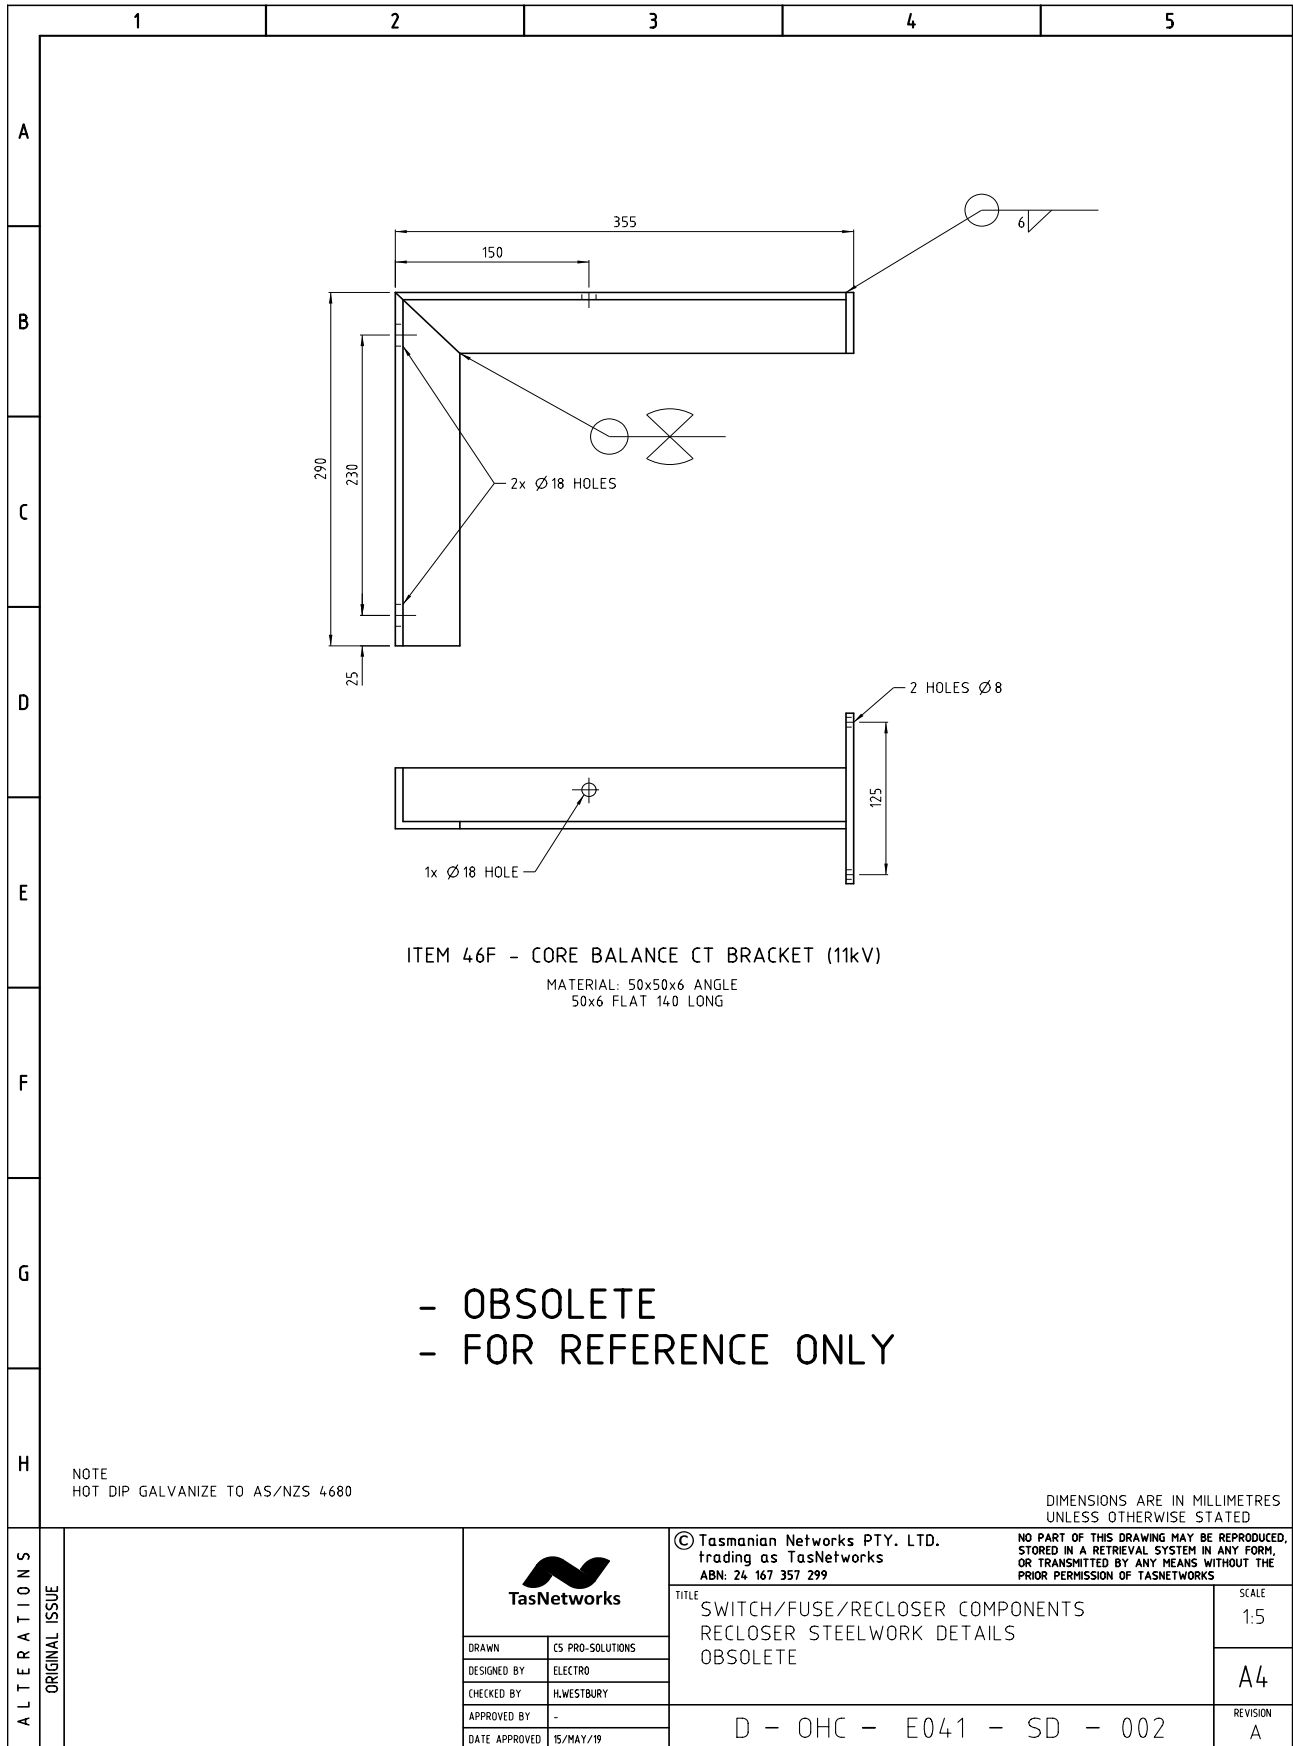 1 2 3 4 5
A
B
C
D
E
F
G
H
355
150
6
290
230
25
2x Ø18 HOLES
2 HOLES Ø8
125
1x Ø18 HOLE
ITEM 46F - CORE BALANCE CT BRACKET (11kV)
MATERIAL: 50x50x6 ANGLE
50x6 FLAT 140 LONG
- OBSOLETE
- FOR REFERENCE ONLY
NOTE
HOT DIP GALVANIZE TO AS/NZS 4680
DIMENSIONS ARE IN MILLIMETRES
UNLESS OTHERWISE STATED
ALTERATIONS
ORIGINAL ISSUE
TasNetworks
DRAWN CS PRO-SOLUTIONS
DESIGNED BY ELECTRO
CHECKED BY H.WESTBURY
APPROVED BY -
DATE APPROVED 15/MAY/19
© Tasmanian Networks PTY. LTD.
trading as TasNetworks
ABN: 24 167 357 299
NO PART OF THIS DRAWING MAY BE REPRODUCED,
STORED IN A RETRIEVAL SYSTEM IN ANY FORM,
OR TRANSMITTED BY ANY MEANS WITHOUT THE
PRIOR PERMISSION OF TASNETWORKS
TITLE
SWITCH/FUSE/RECLOSER COMPONENTS
RECLOSER STEELWORK DETAILS
OBSOLETE
SCALE
1:5
A4
D - OHC - E041 - SD - 002
REVISION
A